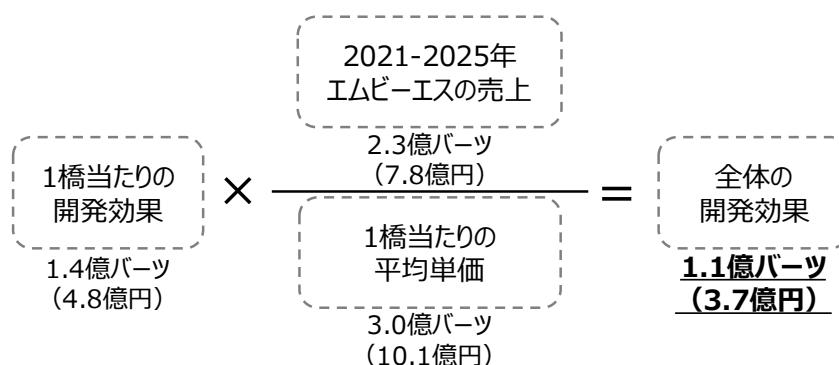 1橋当たりの
開発効果
1.4億バーツ
（4.8億円）
×
2021-2025年
エムビーエスの売上
2.3億バーツ
（7.8億円）
1橋当たりの
平均単価
3.0億バーツ
（10.1億円）
＝
全体の
開発効果
1.1億バーツ
（3.7億円）